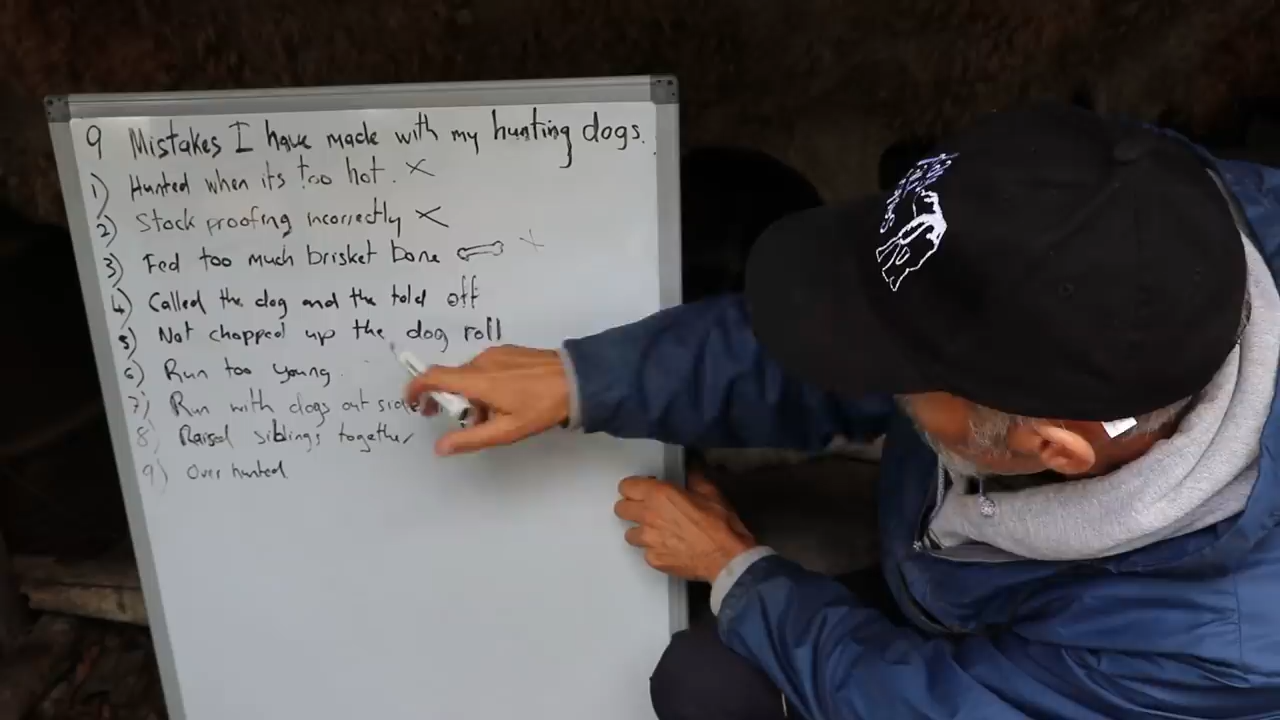 9 Mistakes I have made with my hunting dogs.
1) Hunted when its too hot. X
2) Stock proofing incorrectly X
3) Fed too much brisket bone X
4) Called the dog and the told off
5) Not chopped up the dog roll
6) Run too young.
7) Run with dogs out side
8) Raised siblings together
9) Over hunted